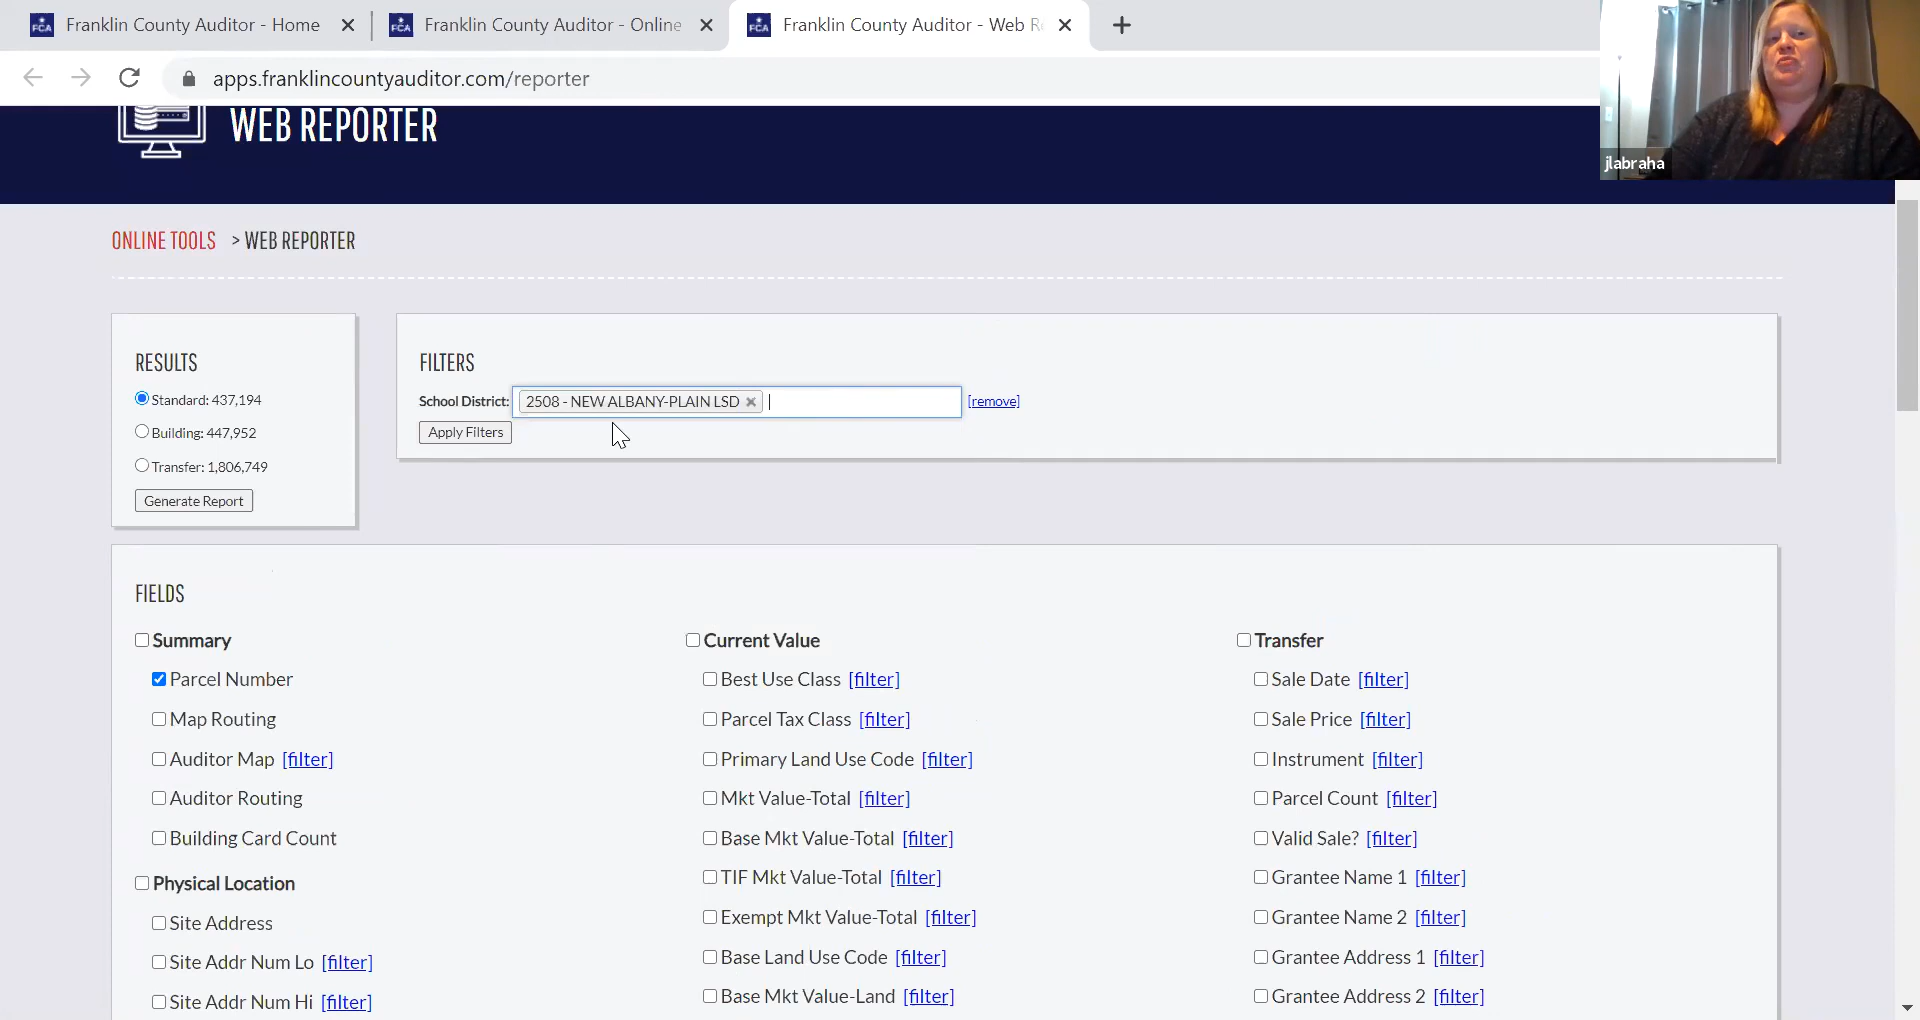 FCA Franklin County Auditor - Home
FCA Franklin County Auditor - Online
FCA Franklin County Auditor - Web R
apps.franklincountyauditor.com/reporter
jlabraha
WEB REPORTER
ONLINE TOOLS > WEB REPORTER
RESULTS
Standard: 437,194
Building: 447,952
Transfer: 1,806,749
Generate Report
FILTERS
School District: 2508 - NEW ALBANY-PLAIN LSD [remove]
Apply Filters
FIELDS
Summary
Parcel Number
Map Routing
Auditor Map [filter]
Auditor Routing
Building Card Count
Physical Location
Site Address
Site Addr Num Lo [filter]
Site Addr Num Hi [filter]
Current Value
Best Use Class [filter]
Parcel Tax Class [filter]
Primary Land Use Code [filter]
Mkt Value-Total [filter]
Base Mkt Value-Total [filter]
TIF Mkt Value-Total [filter]
Exempt Mkt Value-Total [filter]
Base Land Use Code [filter]
Base Mkt Value-Land [filter]
Transfer
Sale Date [filter]
Sale Price [filter]
Instrument [filter]
Parcel Count [filter]
Valid Sale? [filter]
Grantee Name 1 [filter]
Grantee Name 2 [filter]
Grantee Address 1 [filter]
Grantee Address 2 [filter]